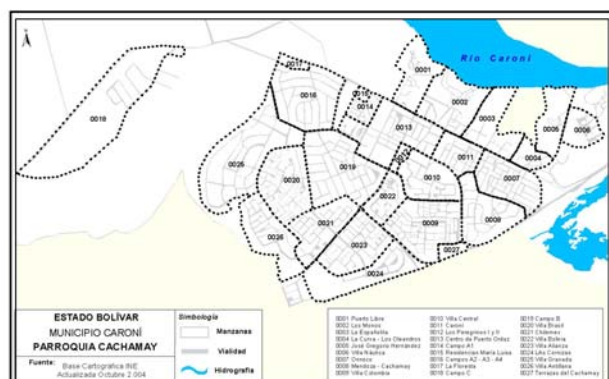 Río Caroní
0001
0002
0003
0004
0005
0006
0007
0008
0009
0010
0011
0012
0013
0014
0015
0016
0017
0018
0019
0020
0021
0022
0023
0024
0025
0026
0027
ESTADO BOLÍVAR
MUNICIPIO CARONÍ
PARROQUIA CACHAMAY
Fuente: Base Cartográfica INE
Actualizada Octubre 2.004
Simbología
Manzanas
Vialidad
Hidrografía
0001 Puerto Libre
0002 Los Monos
0003 La Españolita
0004 La Curva - Los Oleandros
0005 José Gregorio Hernández
0006 Villa Náutica
0007 Orinoco
0008 Mendoza - Cachamay
0009 Villa Colombia
0010 Villa Central
0011 Caroní
0012 Los Peregrinos I y II
0013 Centro de Puerto Ordaz
0014 Campo A1
0015 Residencias María Luisa
0016 Campos A2 - A3 - A4
0017 La Floresta
0018 Campo C
0019 Campo B
0020 Villa Brasil
0021 Chilemex
0022 Villa Bolivia
0023 Villa Alianza
0024 LAs Cornizas
0025 Villa Granada
0026 Villa Antillana
0027 Terrazas del Cachamay